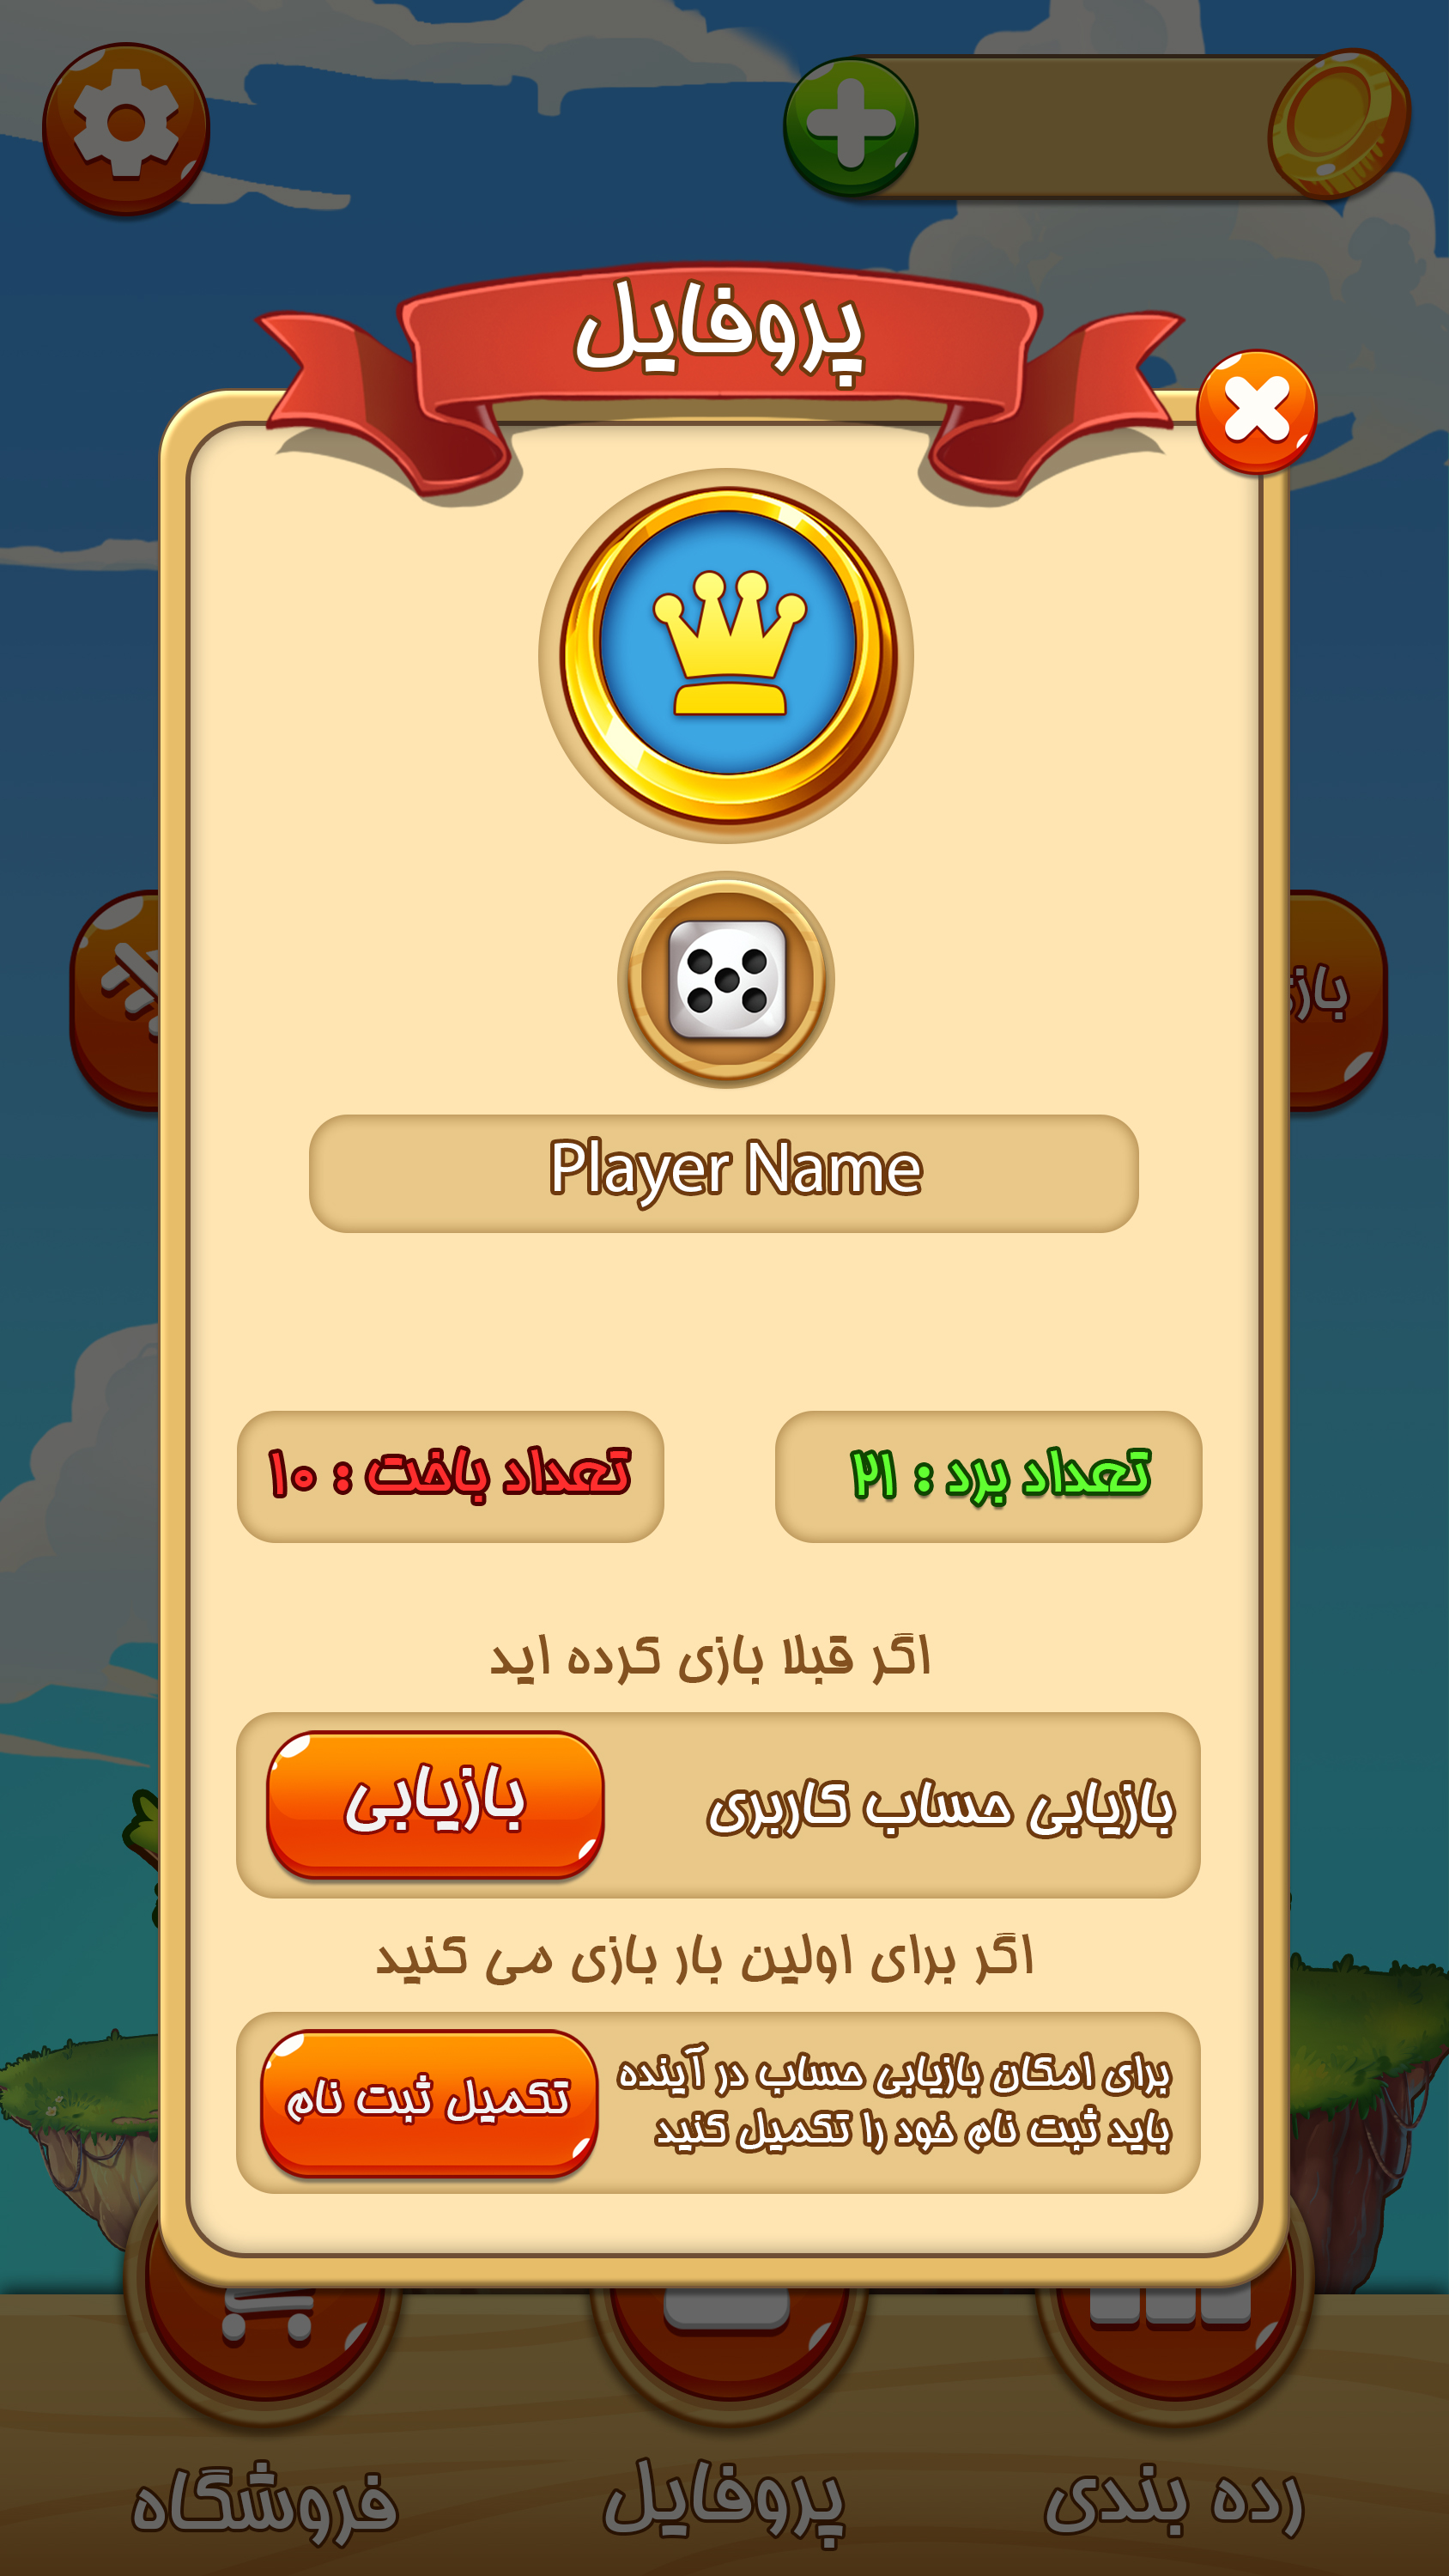 پروفایل
باز
Player Name
تعداد برد : ۲۱
تعداد باخت : ۱۰
اگر قبلا بازی کرده اید
بازیابی حساب کاربری
بازیابی
اگر برای اولین بار بازی می کنید
برای امکان بازیابی حساب در آینده
باید ثبت نام خود را تکمیل کنید
تکمیل ثبت نام
رده بندی
پروفایل
فروشگاه